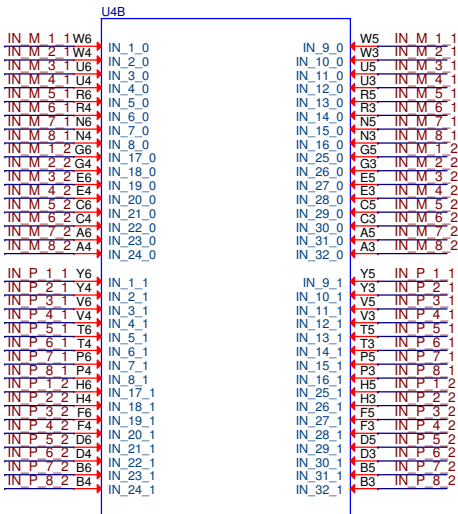 U4B
IN_M_1_1 W6 IN_1_0 IN_9_0 W5 IN_M_1_1
IN_M_2_1 W4 IN_2_0 IN_10_0 W3 IN_M_2_1
IN_M_3_1 U6 IN_3_0 IN_11_0 U5 IN_M_3_1
IN_M_4_1 U4 IN_4_0 IN_12_0 U3 IN_M_4_1
IN_M_5_1 R6 IN_5_0 IN_13_0 R5 IN_M_5_1
IN_M_6_1 R4 IN_6_0 IN_14_0 R3 IN_M_6_1
IN_M_7_1 N6 IN_7_0 IN_15_0 N5 IN_M_7_1
IN_M_8_1 N4 IN_8_0 IN_16_0 N3 IN_M_8_1
IN_M_1_2 G6 IN_17_0 IN_25_0 G5 IN_M_1_2
IN_M_2_2 G4 IN_18_0 IN_26_0 G3 IN_M_2_2
IN_M_3_2 E6 IN_19_0 IN_27_0 E5 IN_M_3_2
IN_M_4_2 E4 IN_20_0 IN_28_0 E3 IN_M_4_2
IN_M_5_2 C6 IN_21_0 IN_29_0 C5 IN_M_5_2
IN_M_6_2 C4 IN_22_0 IN_30_0 C3 IN_M_6_2
IN_M_7_2 A6 IN_23_0 IN_31_0 A5 IN_M_7_2
IN_M_8_2 A4 IN_24_0 IN_32_0 A3 IN_M_8_2
IN_P_1_1 Y6 IN_1_1 IN_9_1 Y5 IN_P_1_1
IN_P_2_1 Y4 IN_2_1 IN_10_1 Y3 IN_P_2_1
IN_P_3_1 V6 IN_3_1 IN_11_1 V5 IN_P_3_1
IN_P_4_1 V4 IN_4_1 IN_12_1 V3 IN_P_4_1
IN_P_5_1 T6 IN_5_1 IN_13_1 T5 IN_P_5_1
IN_P_6_1 T4 IN_6_1 IN_14_1 T3 IN_P_6_1
IN_P_7_1 P6 IN_7_1 IN_15_1 P5 IN_P_7_1
IN_P_8_1 P4 IN_8_1 IN_16_1 P3 IN_P_8_1
IN_P_1_2 H6 IN_17_1 IN_25_1 H5 IN_P_1_2
IN_P_2_2 H4 IN_18_1 IN_26_1 H3 IN_P_2_2
IN_P_3_2 F6 IN_19_1 IN_27_1 F5 IN_P_3_2
IN_P_4_2 F4 IN_20_1 IN_28_1 F3 IN_P_4_2
IN_P_5_2 D6 IN_21_1 IN_29_1 D5 IN_P_5_2
IN_P_6_2 D4 IN_22_1 IN_30_1 D3 IN_P_6_2
IN_P_7_2 B6 IN_23_1 IN_31_1 B5 IN_P_7_2
IN_P_8_2 B4 IN_24_1 IN_32_1 B3 IN_P_8_2